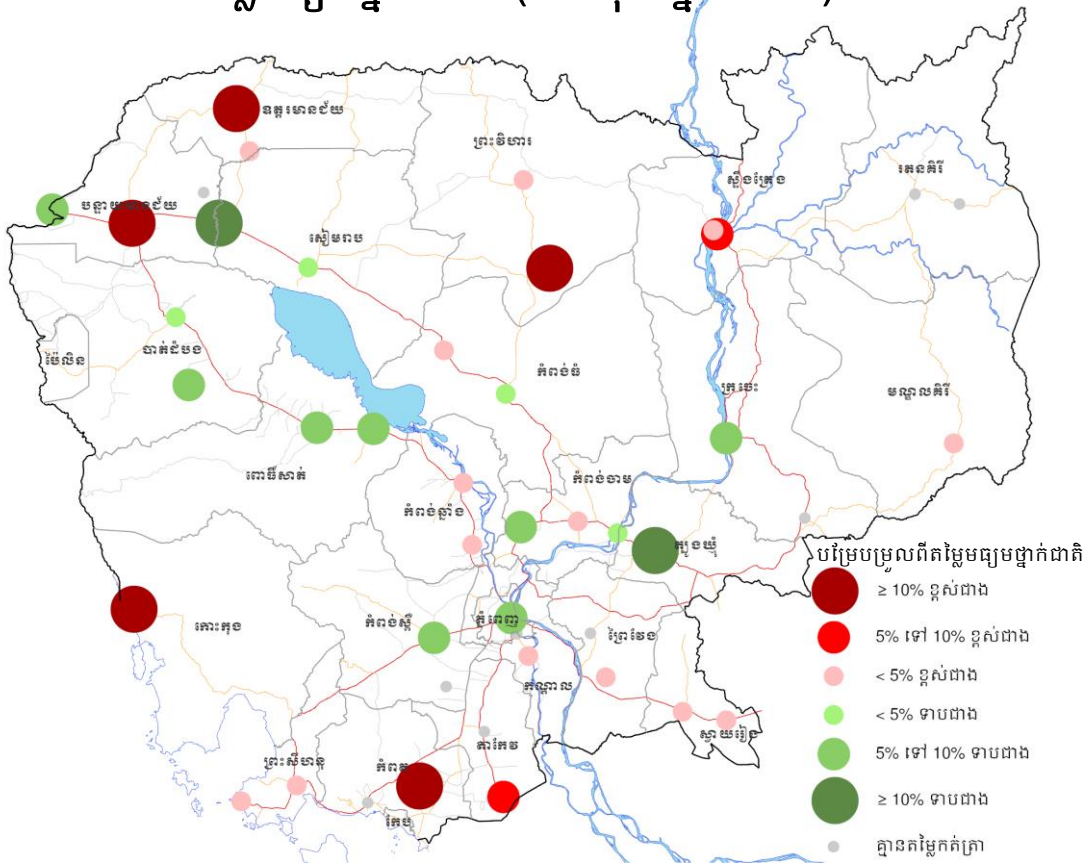 ឧត្តរមានជ័យ
ព្រះវិហារ
ស្ទឹងត្រែង
រតនគិរី
បន្ទាយមានជ័យ
សៀមរាប
ប៉ៃលិន
បាត់ដំបង
កំពង់ធំ
ក្រចេះ
មណ្ឌលគិរី
ពោធិ៍សាត់
កំពង់ចាម
កំពង់ឆ្នាំង
ត្បូងឃ្មុំ
កោះកុង
កំពង់ស្ពឺ
ភ្នំពេញ
ព្រៃវែង
កណ្តាល
ស្វាយរៀង
តាកែវ
ព្រះសីហនុ
កំពត
កែប
បម្រែបម្រួលពីតម្លៃមធ្យមថ្នាក់ជាតិ
≥ 10% ខ្ពស់ជាង
5% ទៅ 10% ខ្ពស់ជាង
< 5% ខ្ពស់ជាង
< 5% ទាបជាង
5% ទៅ 10% ទាបជាង
≥ 10% ទាបជាង
គ្មានតម្លៃកត់ត្រា